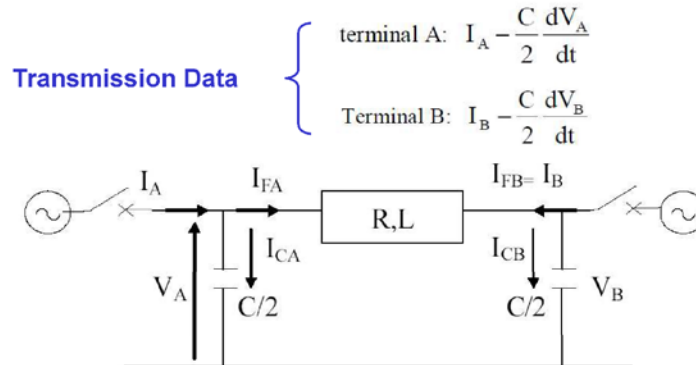 terminal A: I_A − C/2 dV_A/dt
Transmission Data
Terminal B: I_B − C/2 dV_B/dt
I_A
I_FA
I_FB= I_B
R,L
I_CA
I_CB
V_A
C/2
C/2
V_B